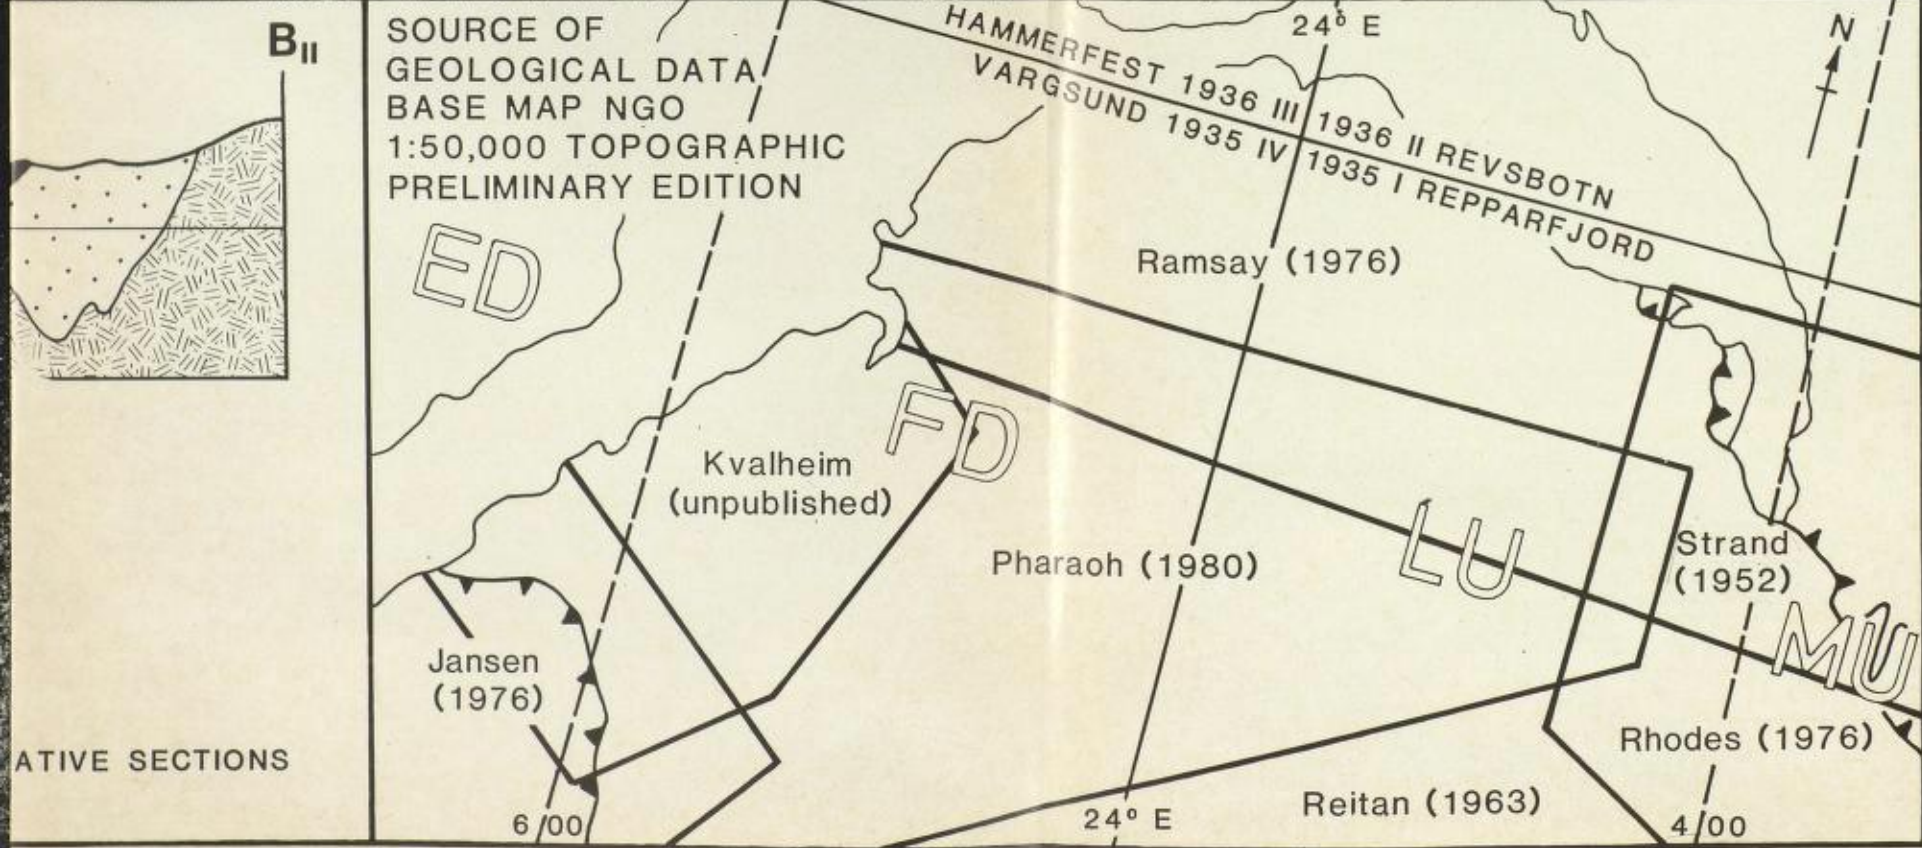 B II
SOURCE OF
GEOLOGICAL DATA
BASE MAP NGO
1:50,000 TOPOGRAPHIC
PRELIMINARY EDITION
24° E
N
HAMMERFEST 1936 III 1936 II REVSBOTN
VARGSUND 1935 IV 1935 I REPPARFJORD
ED
Ramsay (1976)
FD
Kvalheim
(unpublished)
LU
Pharaoh (1980)
Strand
(1952)
MU
Jansen
(1976)
Rhodes (1976)
ATIVE SECTIONS
Reitan (1963)
6 00
24° E
4 00